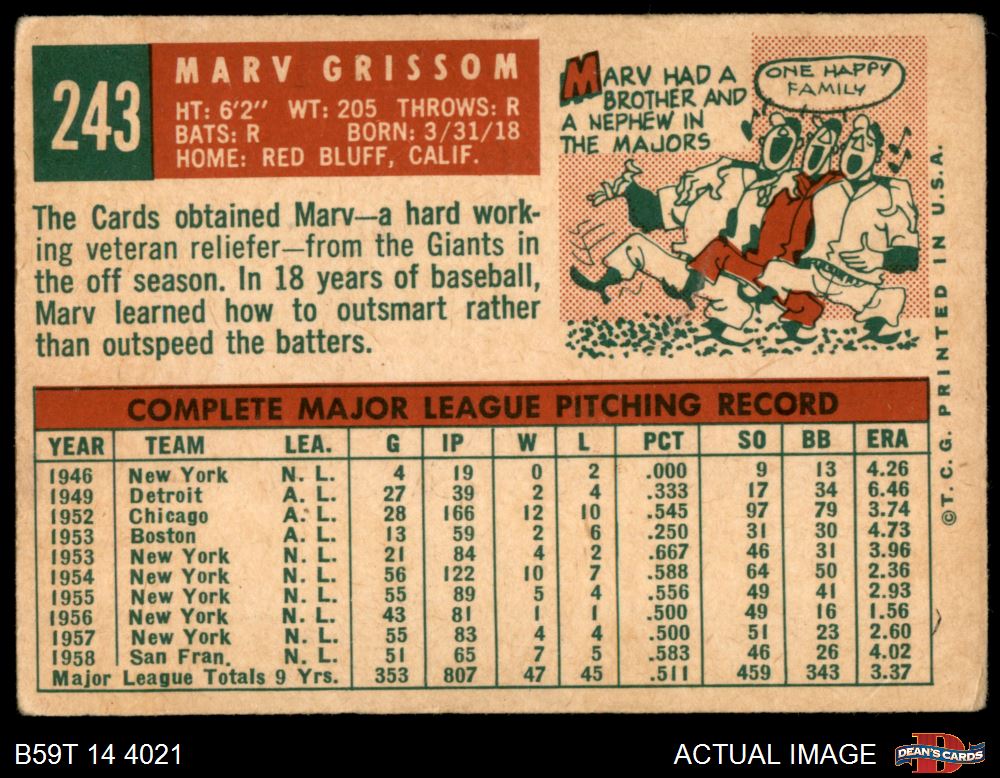 243
MARV GRISSOM
HT: 6'2" WT: 205 THROWS: R
BATS: R BORN: 3/31/18
HOME: RED BLUFF, CALIF.
MARV HAD A
BROTHER AND
A NEPHEW IN
THE MAJORS
ONE HAPPY
FAMILY
The Cards obtained Marv—a hard work-
ing veteran reliefer—from the Giants in
the off season. In 18 years of baseball,
Marv learned how to outsmart rather
than outspeed the batters.
COMPLETE MAJOR LEAGUE PITCHING RECORD
YEAR TEAM LEA. G IP W L PCT SO BB ERA
1946 New York N. L. 4 19 0 2 .000 9 13 4.26
1949 Detroit A. L. 27 39 2 4 .333 17 34 6.46
1952 Chicago A. L. 28 166 12 10 .545 97 79 3.74
1953 Boston A. L. 13 59 2 6 .250 31 30 4.73
1953 New York N. L. 21 84 4 2 .667 46 31 3.96
1954 New York N. L. 56 122 10 7 .588 64 50 2.36
1955 New York N. L. 55 89 5 4 .556 49 41 2.93
1956 New York N. L. 43 81 1 1 .500 49 16 1.56
1957 New York N. L. 55 83 4 4 .500 51 23 2.60
1958 San Fran. N. L. 51 65 7 5 .583 46 26 4.02
Major League Totals 9 Yrs. 353 807 47 45 .511 459 343 3.37
©T. C. G. PRINTED IN U.S.A.
B59T 14 4021
ACTUAL IMAGE
DEAN'S CARDS